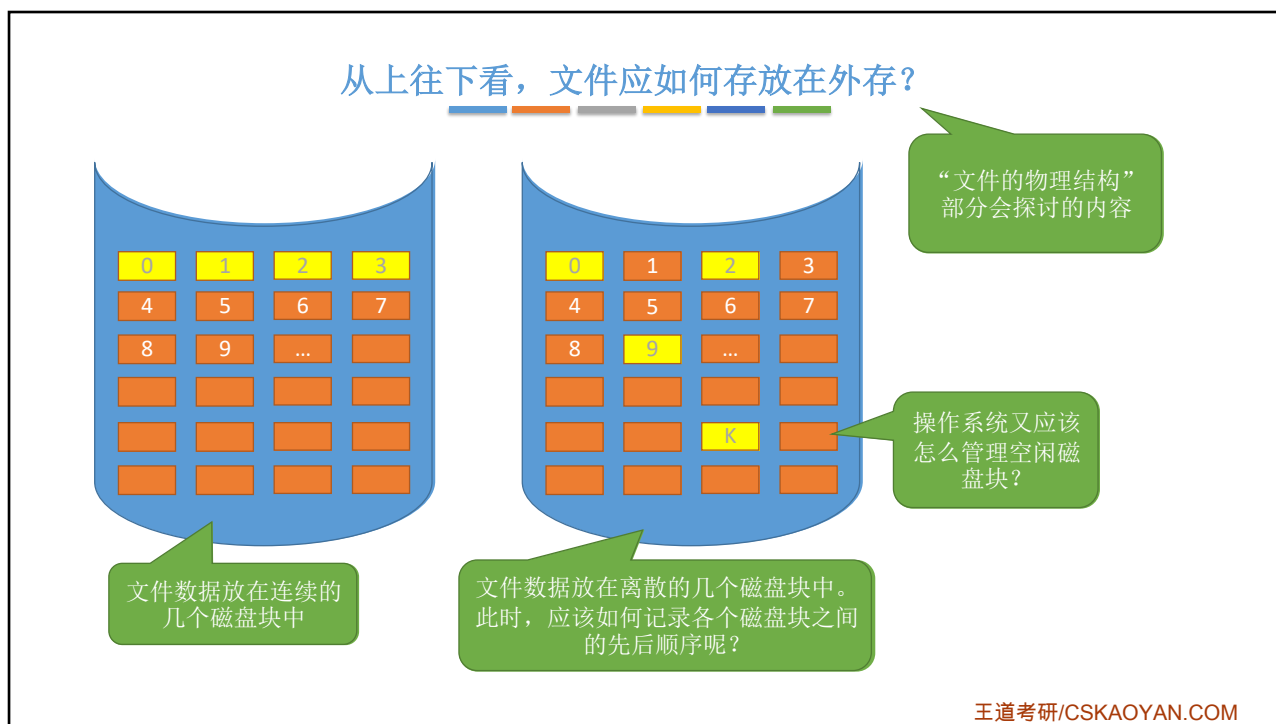 从上往下看，文件应如何存放在外存？
“文件的物理结构”
部分会探讨的内容
0 1 2 3
4 5 6 7
8 9 ...
0 1 2 3
4 5 6 7
8 9 ...
K
操作系统又应该
怎么管理空闲磁
盘块？
文件数据放在连续的
几个磁盘块中
文件数据放在离散的几个磁盘块中。
此时，应该如何记录各个磁盘块之间
的先后顺序呢？
王道考研/CSKAOYAN.COM